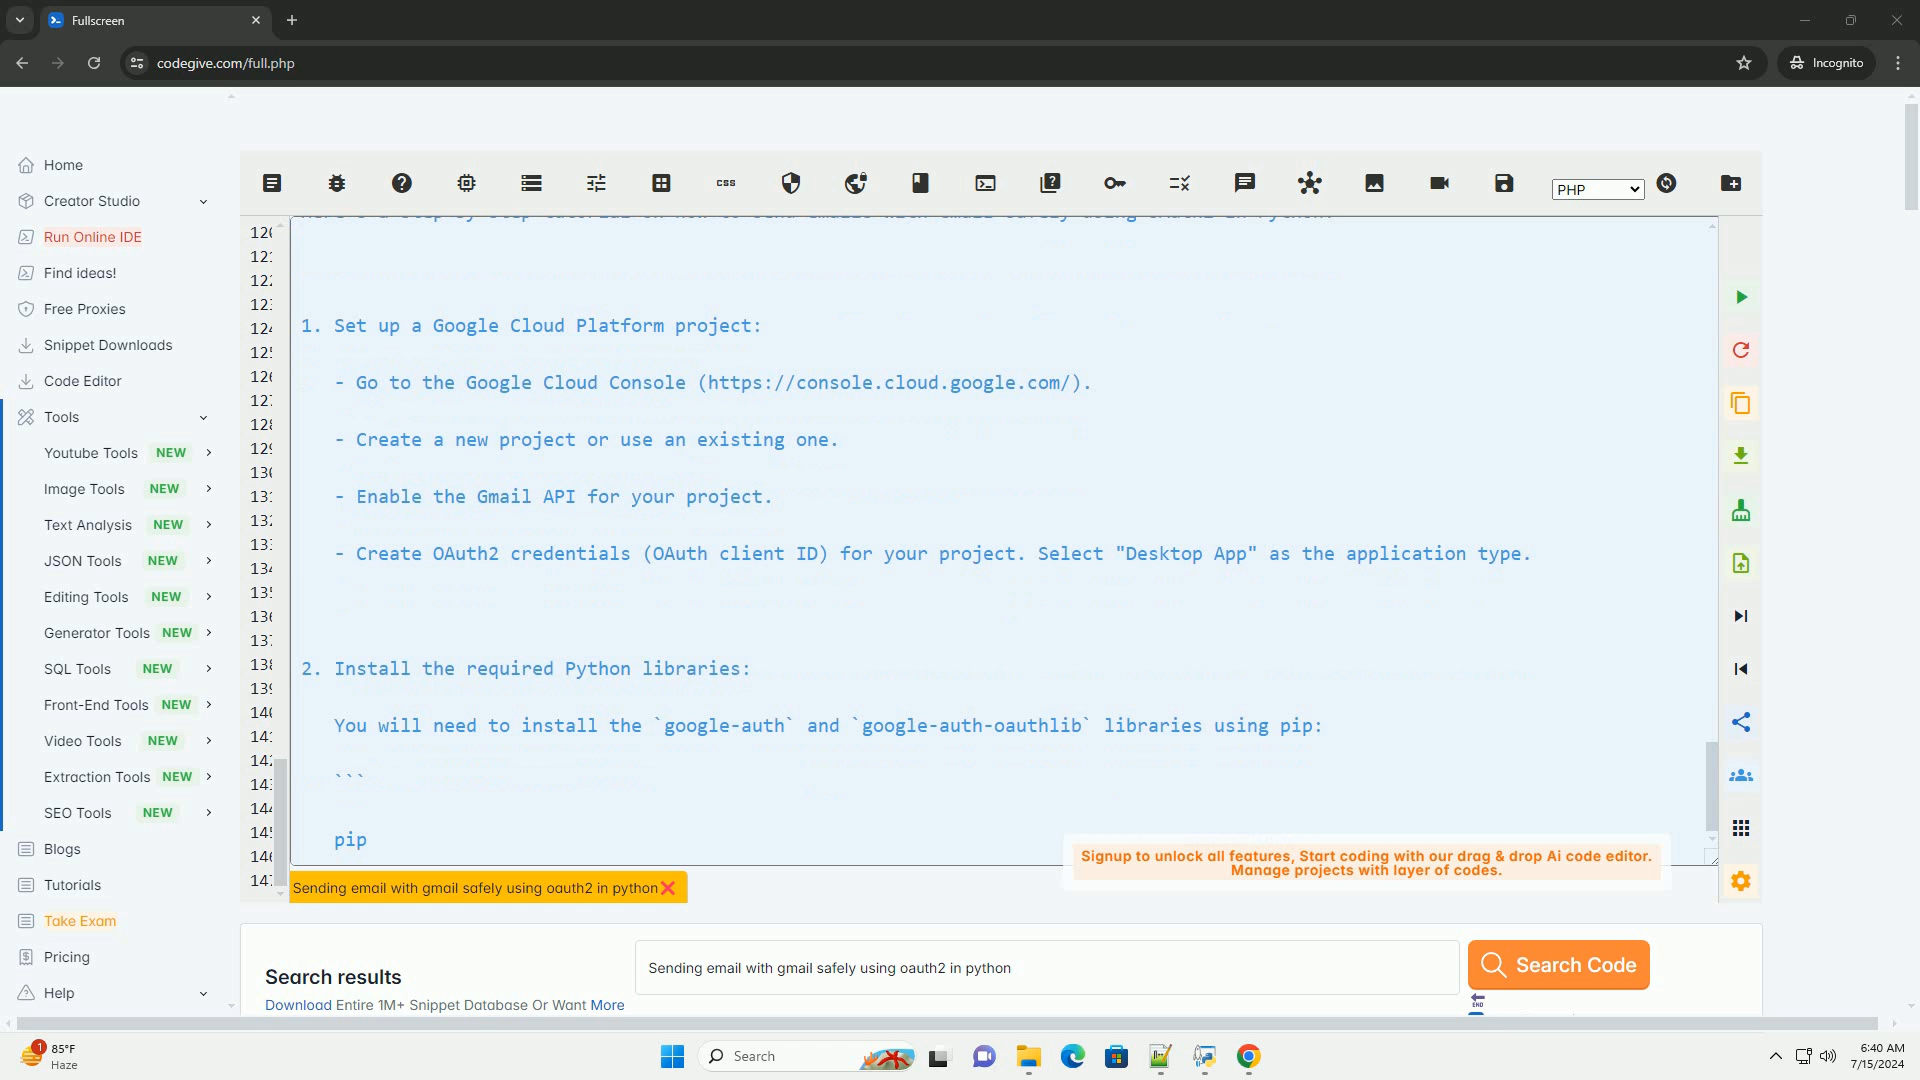 Fullscreen
codegive.com/full.php
Incognito
Home
Creator Studio
Run Online IDE
Find ideas!
Free Proxies
Snippet Downloads
Code Editor
Tools
Youtube Tools NEW
Image Tools NEW
Text Analysis NEW
JSON Tools NEW
Editing Tools NEW
Generator Tools NEW
SQL Tools NEW
Front-End Tools NEW
Video Tools NEW
Extraction Tools NEW
SEO Tools NEW
Blogs
Tutorials
Take Exam
Pricing
Help
css
PHP
1. Set up a Google Cloud Platform project:
- Go to the Google Cloud Console (https://console.cloud.google.com/).
- Create a new project or use an existing one.
- Enable the Gmail API for your project.
- Create OAuth2 credentials (OAuth client ID) for your project. Select "Desktop App" as the application type.
2. Install the required Python libraries:
You will need to install the `google-auth` and `google-auth-oauthlib` libraries using pip:
```
pip
Signup to unlock all features, Start coding with our drag & drop Ai code editor.
Manage projects with layer of codes.
Sending email with gmail safely using oauth2 in python
Search results
Download Entire 1M+ Snippet Database Or Want More
Sending email with gmail safely using oauth2 in python
Search Code
END
1
85°F
Haze
Search
6:40 AM
7/15/2024